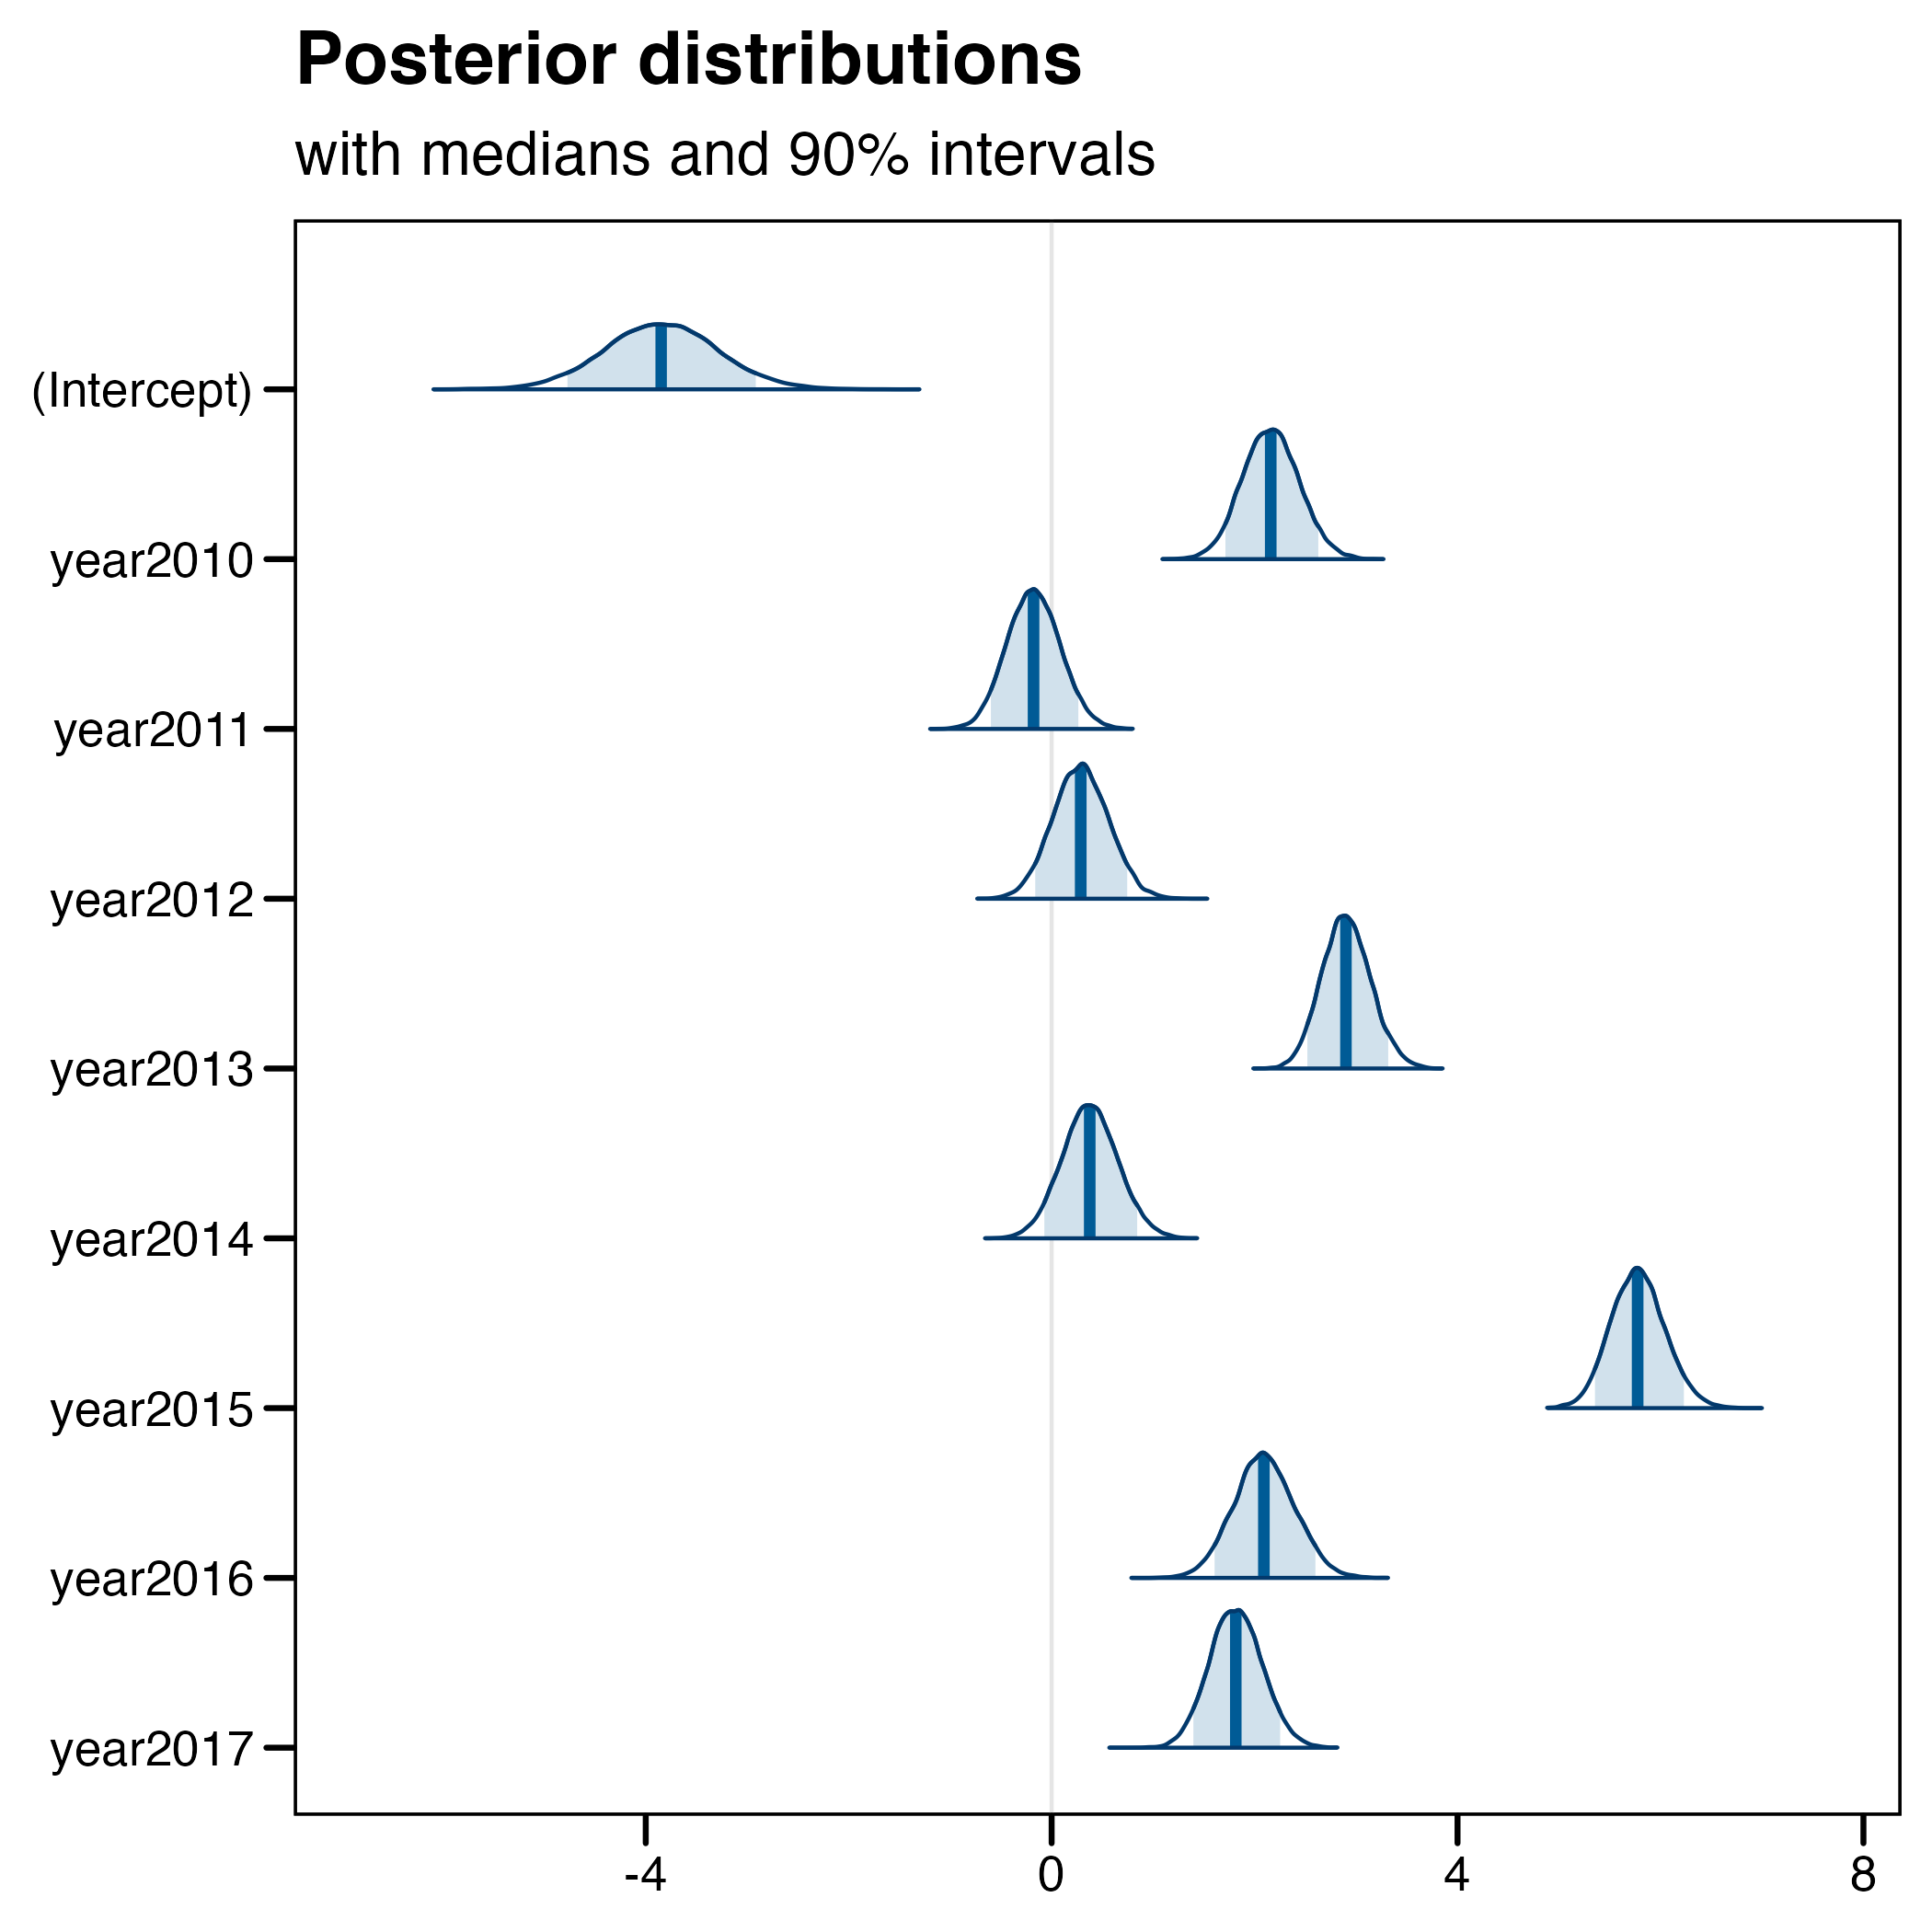 Posterior distributions
with medians and 90% intervals
(Intercept)
year2010
year2011
year2012
year2013
year2014
year2015
year2016
year2017
-4 0 4 8